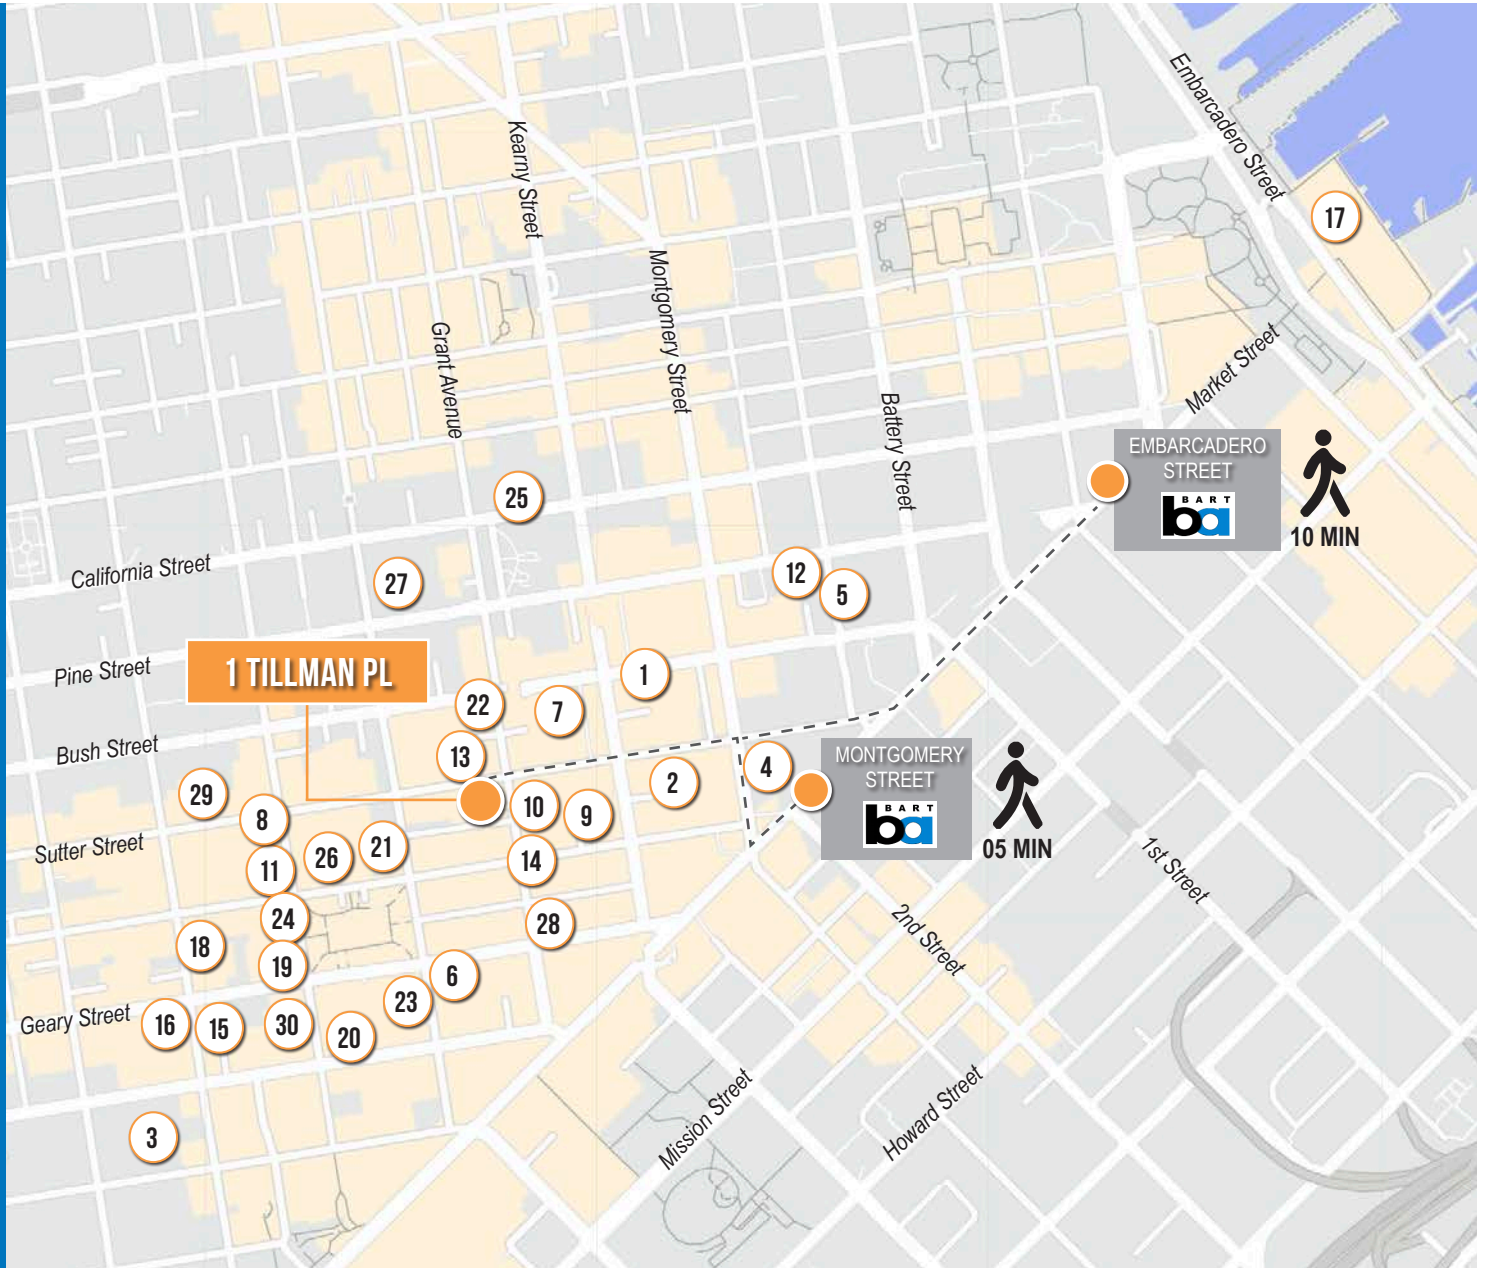 Embarcadero Street
Kearny Street
17
Montgomery Street
Grant Avenue
Market Street
Battery Street
EMBARCADERO
STREET
BART
ba
10 MIN
25
California Street
27
12
5
Pine Street
1 TILLMAN PL
1
22
7
Bush Street
13
4
MONTGOMERY
STREET
BART
ba
05 MIN
2
29
8
10
9
Sutter Street
26
21
11
14
1st Street
24
28
2nd Street
18
19
6
23
Geary Street
16
15
30
20
3
Mission Street
Howard Street